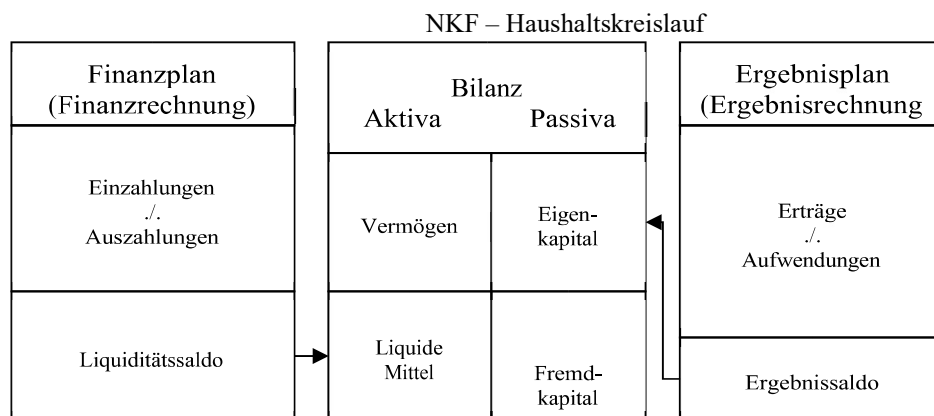 NKF – Haushaltskreislauf
Finanzplan
(Finanzrechnung)
Einzahlungen
./.
Auszahlungen
Liquiditätssaldo
Bilanz
Aktiva Passiva
Vermögen
Eigen-
kapital
Liquide
Mittel
Fremd-
kapital
Ergebnisplan
(Ergebnisrechnung
Erträge
./.
Aufwendungen
Ergebnissaldo